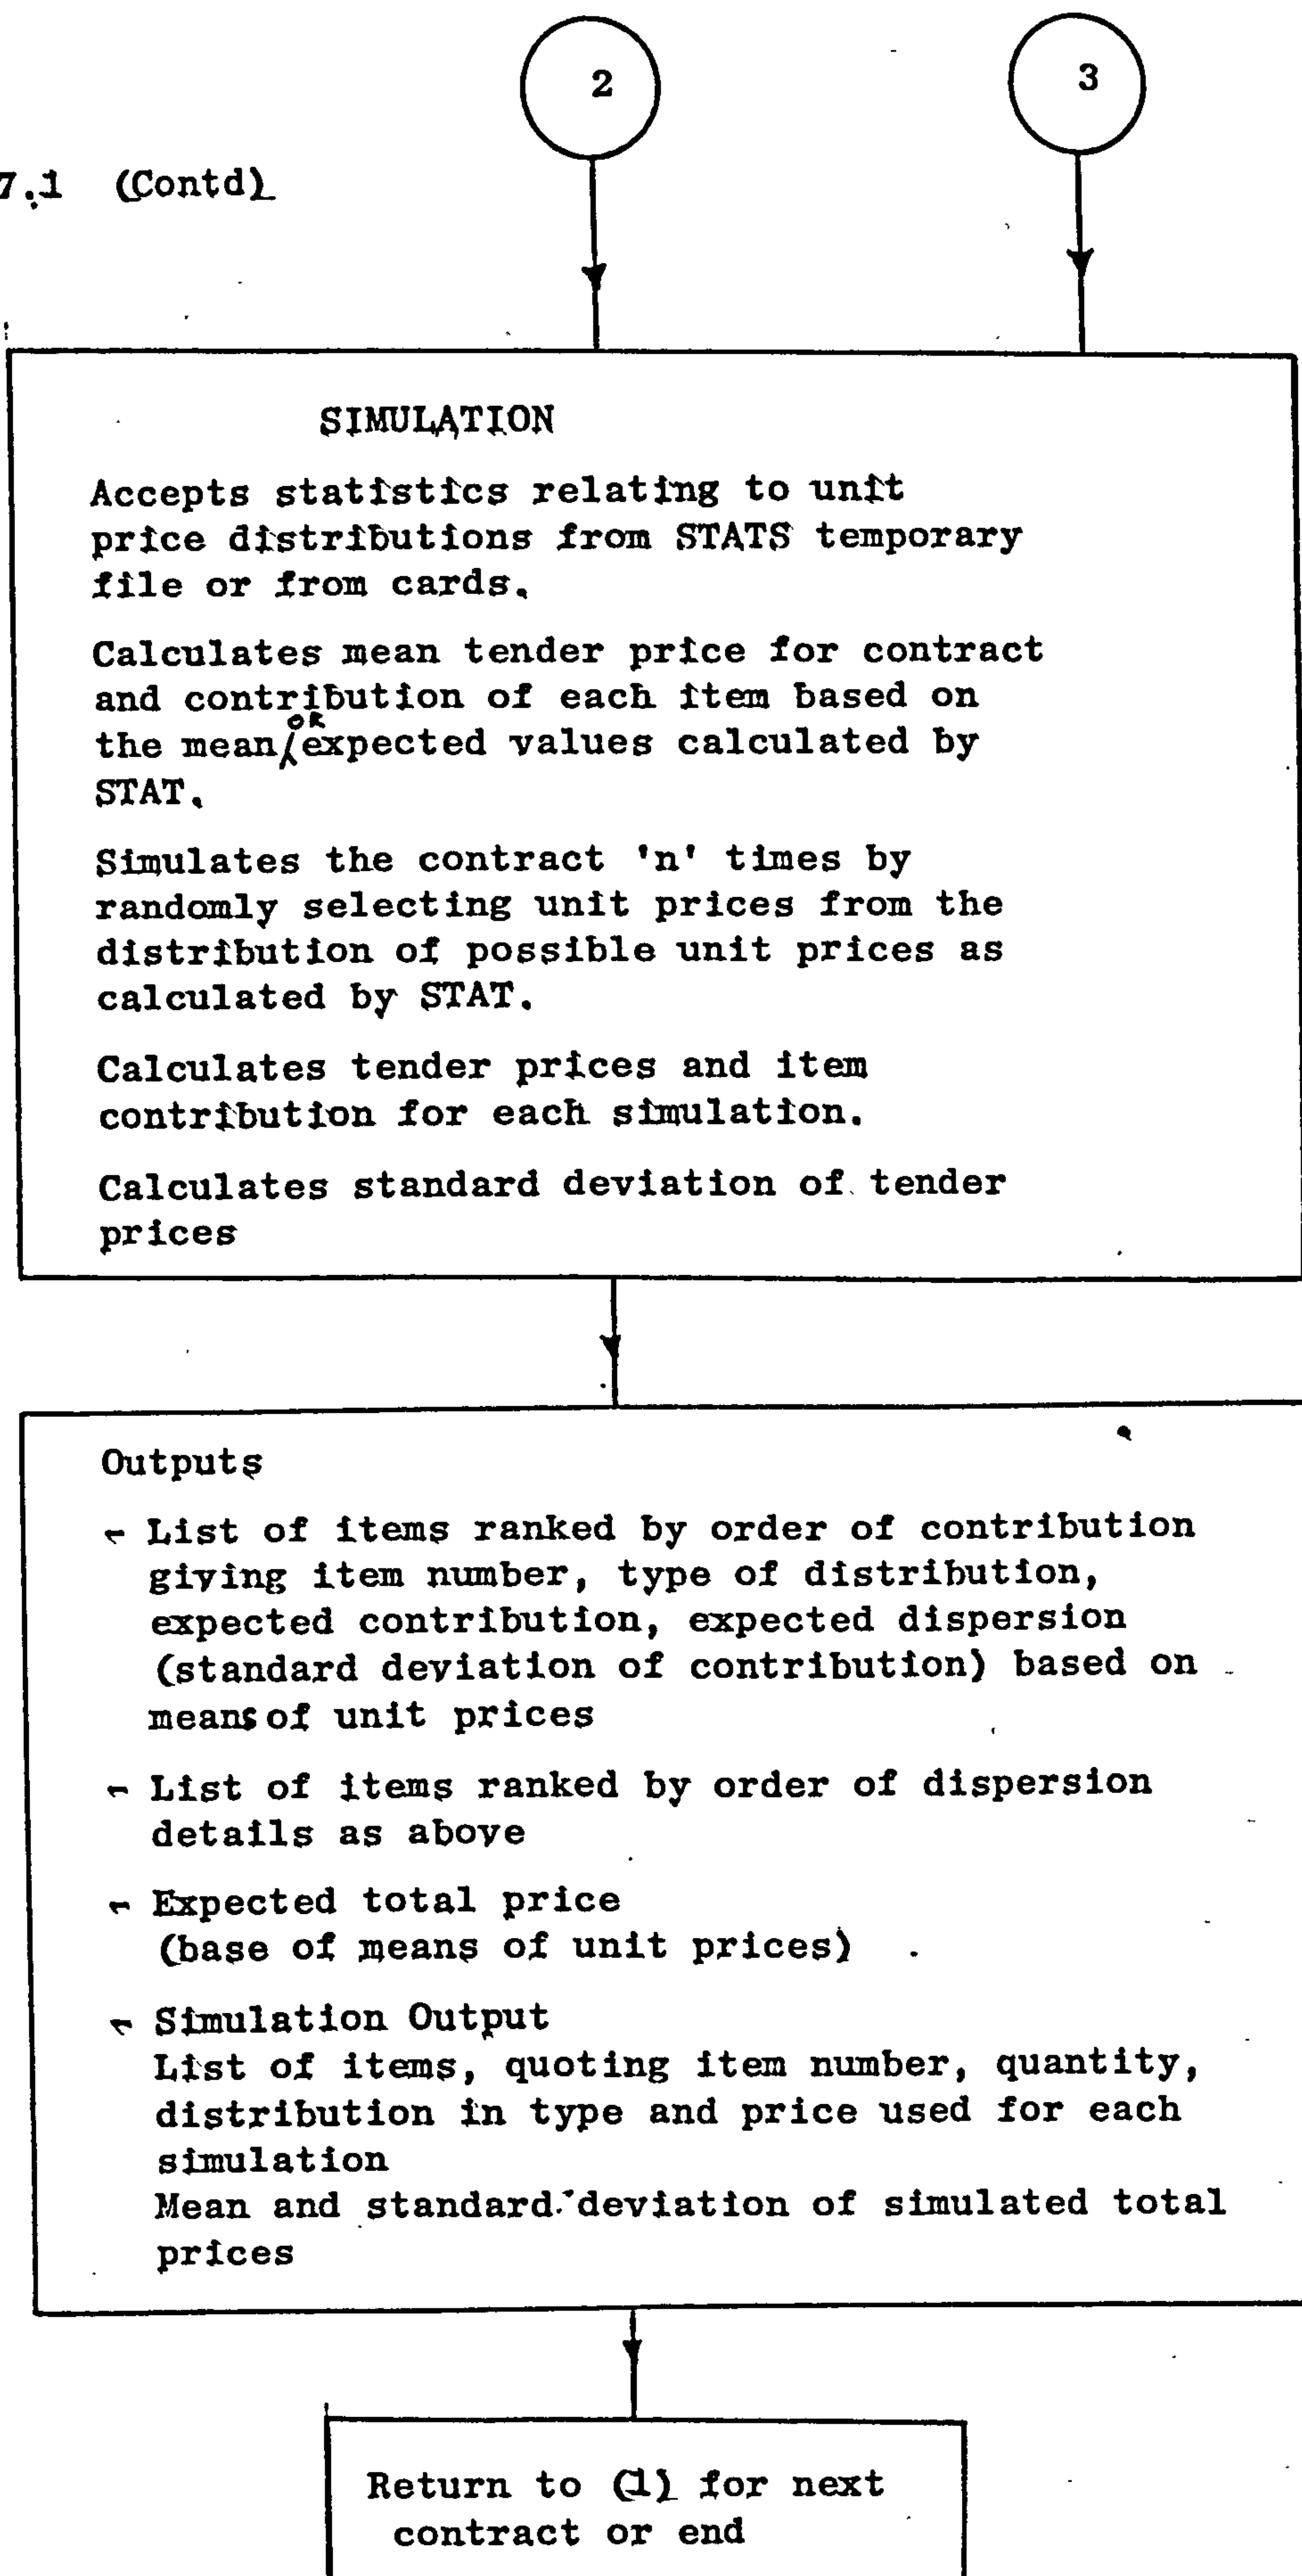 2
3
7.1 (Contd)
SIMULATION
Accepts statistics relating to unit
price distributions from STATS temporary
file or from cards.
Calculates mean tender price for contract
and contribution of each item based on
the mean/ or expected values calculated by
STAT.
Simulates the contract 'n' times by
randomly selecting unit prices from the
distribution of possible unit prices as
calculated by STAT.
Calculates tender prices and item
contribution for each simulation.
Calculates standard deviation of tender
prices
Outputs
- List of items ranked by order of contribution
giving item number, type of distribution,
expected contribution, expected dispersion
(standard deviation of contribution) based on
means of unit prices
- List of items ranked by order of dispersion
details as above
- Expected total price
(base of means of unit prices)
- Simulation Output
List of items, quoting item number, quantity,
distribution in type and price used for each
simulation
Mean and standard deviation of simulated total
prices
Return to (1) for next
contract or end